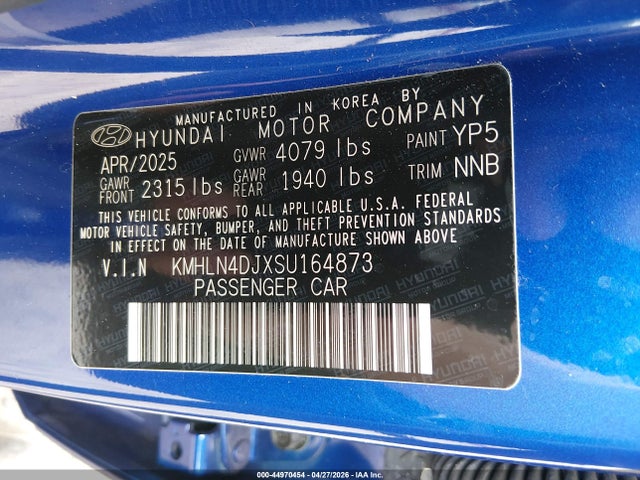 MANUFACTURED IN KOREA BY
HYUNDAI MOTOR COMPANY
APR/2025 GVWR 4079 lbs PAINT YP5
GAWR FRONT 2315 lbs GAWR REAR 1940 lbs TRIM NNB
THIS VEHICLE CONFORMS TO ALL APPLICABLE U.S.A. FEDERAL
MOTOR VEHICLE SAFETY, BUMPER, AND THEFT PREVENTION STANDARDS
IN EFFECT ON THE DATE OF MANUFACTURE SHOWN ABOVE
V.I.N KMHLN4DJXSU164873
PASSENGER CAR
000-44970454 - 04/27/2026 - IAA Inc.